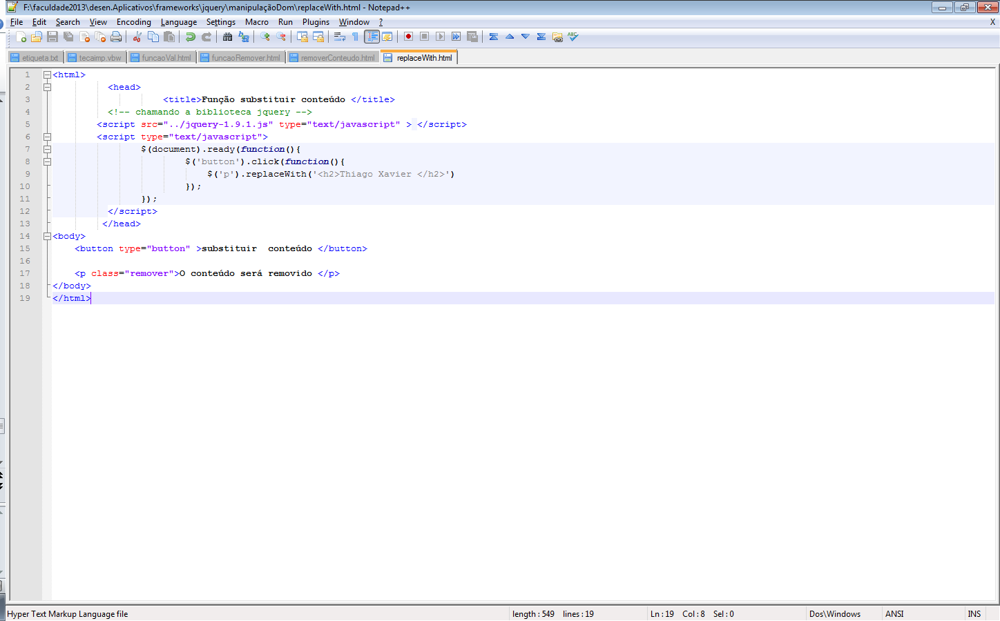 F:\faculdade2013\desen.Aplicativos\frameworks\jquery\manipulaçãoDom\replaceWith.html - Notepad++
File Edit Search View Encoding Language Settings Macro Run Plugins Window ? X
etiqueta.txt tecaimp.vbw funcaoVal.html funcaoRemover.html removerConteudo.html replaceWith.html
1 <html>
2 <head>
3 <title>Função substituir conteúdo </title>
4 <!-- chamando a biblioteca jquery -->
5 <script src="../jquery-1.9.1.js" type="text/javascript" > </script>
6 <script type="text/javascript">
7 $(document).ready(function(){
8 $('button').click(function(){
9 $('p').replaceWith('<h2>Thiago Xavier </h2>')
10 });
11 });
12 </script>
13 </head>
14 <body>
15 <button type="button" >substituir  conteúdo </button>
16
17 <p class="remover">O conteúdo será removido </p>
18 </body>
19 </html>
Hyper Text Markup Language file length : 549 lines : 19 Ln : 19 Col : 8 Sel : 0 Dos\Windows ANSI INS